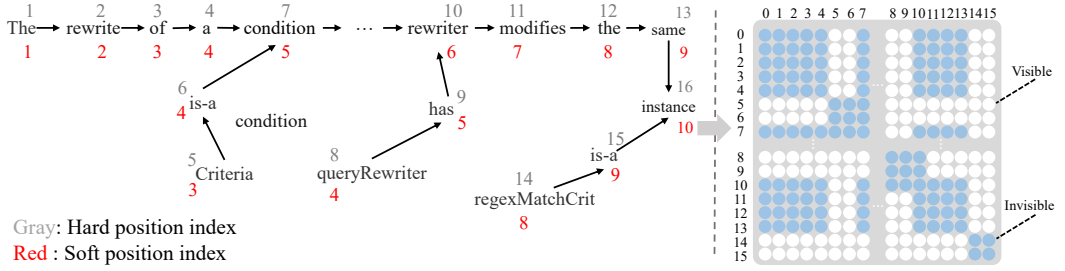 1 2 3 4 7 10 11 12 13
The rewrite of a condition ... rewriter modifies the same
1 2 3 4 5 6 7 8 9
6 9 16
is-a has instance
4 5 10
condition
5 8 14 15
Criteria queryRewriter regexMatchCrit is-a
3 4 8 9
Gray: Hard position index
Red : Soft position index
0 1 2 3 4 5 6 7 8 9 10 11 12 13 14 15
0
1
2
3
4
5
6
7
8
9
10
11
12
13
14
15
...
...
Visible
Invisible